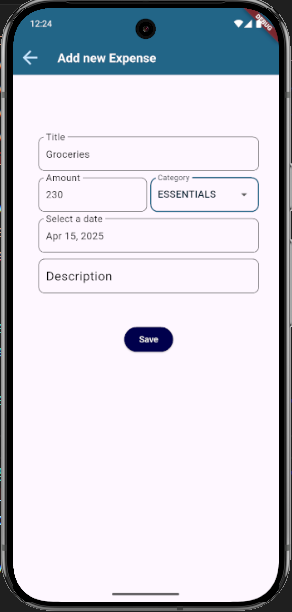 12:24
DEBUG
Add new Expense
Title
Groceries
Amount
Category
230
ESSENTIALS
Select a date
Apr 15, 2025
Description
Save